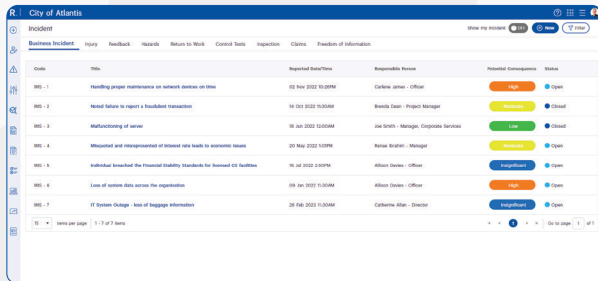 R. City of Atlantis
Incident
Show my incident OFF New Filter
Business Incident Injury Feedback Hazards Return to Work Control Tests Inspection Claims Freedom of Information
Code Title Reported Date/Time Responsible Person Potential Consequence Status
IMS - 1 Handling proper maintenance on network devices on time 02 Nov 2022 10:26PM Carlene James - Officer High Open
IMS - 2 Noted failure to report a fraudulent transaction 14 Oct 2022 11:30AM Brenda Dean - Project Manager Moderate Closed
IMS - 3 Malfunctioning of server 18 Jun 2022 12:00AM Joe Smith - Manager, Corporate Services Low Closed
IMS - 4 Misquoted and misrepresented of interest rate leads to economic issues 20 May 2022 1:01PM Renae Ibrahim - Manager Moderate Open
IMS - 5 Individual breached the Financial Stability Standards for licensed CS facilities 16 Jul 2022 2:50PM Allison Davies - Officer Insignificant Open
IMS - 6 Loss of system data across the organisation 09 Jan 2022 11:30AM Allison Davies - Officer High Open
IMS - 7 IT System Outage - loss of baggage information 26 Feb 2022 11:30AM Catherine Allan - Director Insignificant Open
15 items per page 1 - 7 of 7 items 1 Go to page 1 of 1